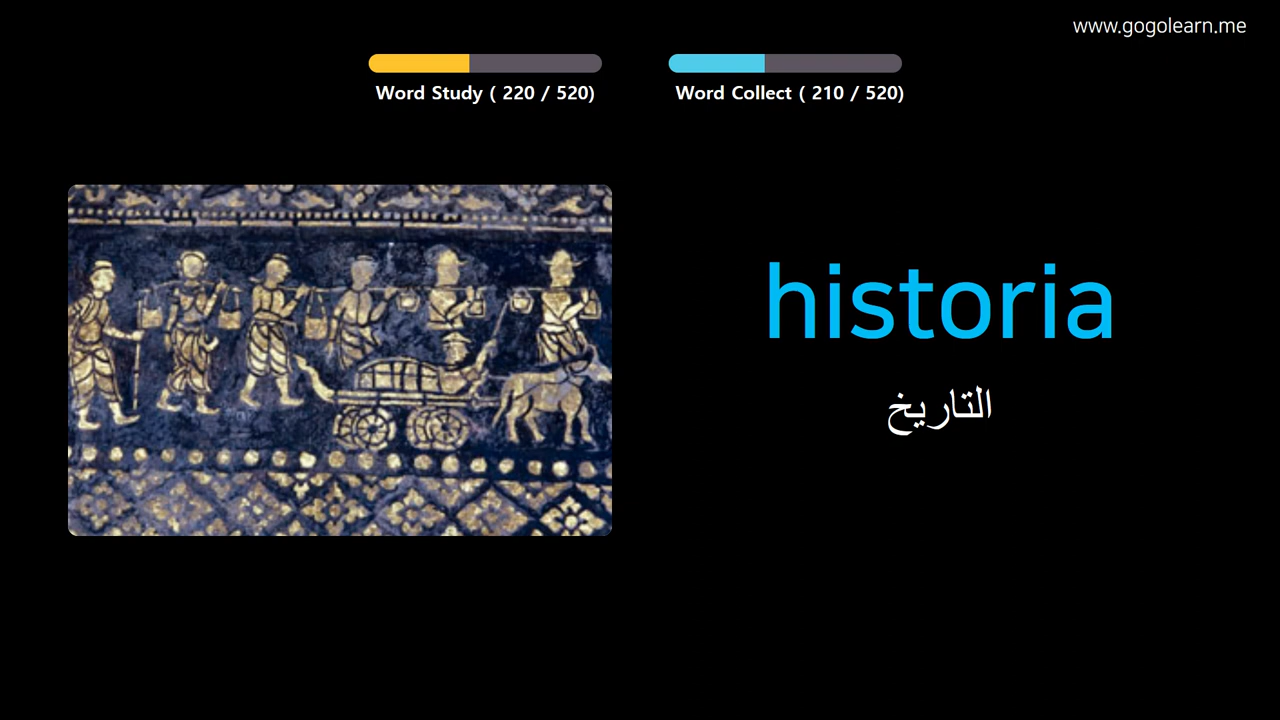 www.gogolearn.me
Word Study ( 220 / 520)
Word Collect ( 210 / 520)
historia
التاريخ